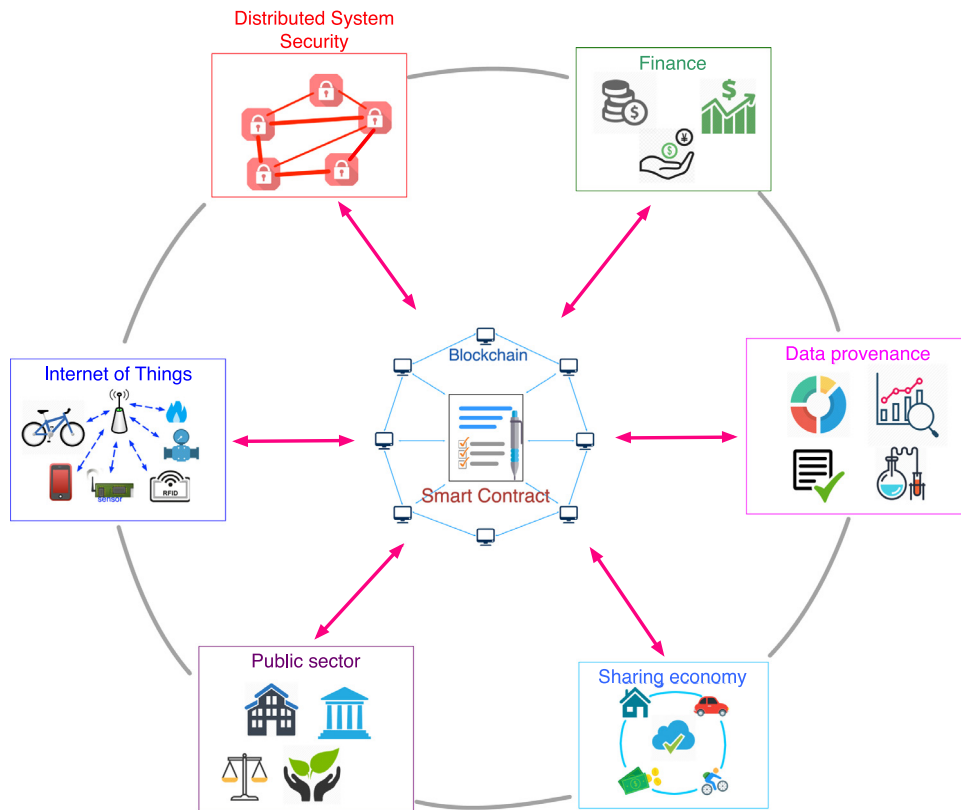 Distributed System
Security
Finance
$
$
$
¥
Blockchain
Smart Contract
Internet of Things
sensor
RFID
Data provenance
Public sector
Sharing economy